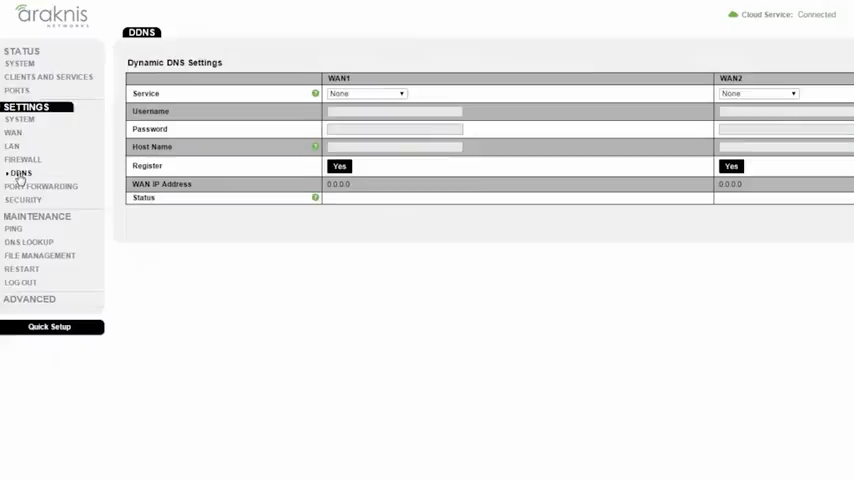 araknis
NETWORKS
Cloud Service: Connected
STATUS
SYSTEM
CLIENTS AND SERVICES
PORTS
SETTINGS
SYSTEM
WAN
LAN
FIREWALL
DDNS
PORT FORWARDING
SECURITY
MAINTENANCE
PING
DNS LOOKUP
FILE MANAGEMENT
RESTART
LOG OUT
ADVANCED
Quick Setup
DDNS
Dynamic DNS Settings
WAN1 WAN2
Service ? None None
Username
Password
Host Name ?
Register Yes Yes
WAN IP Address 0.0.0.0 0.0.0.0
Status ?